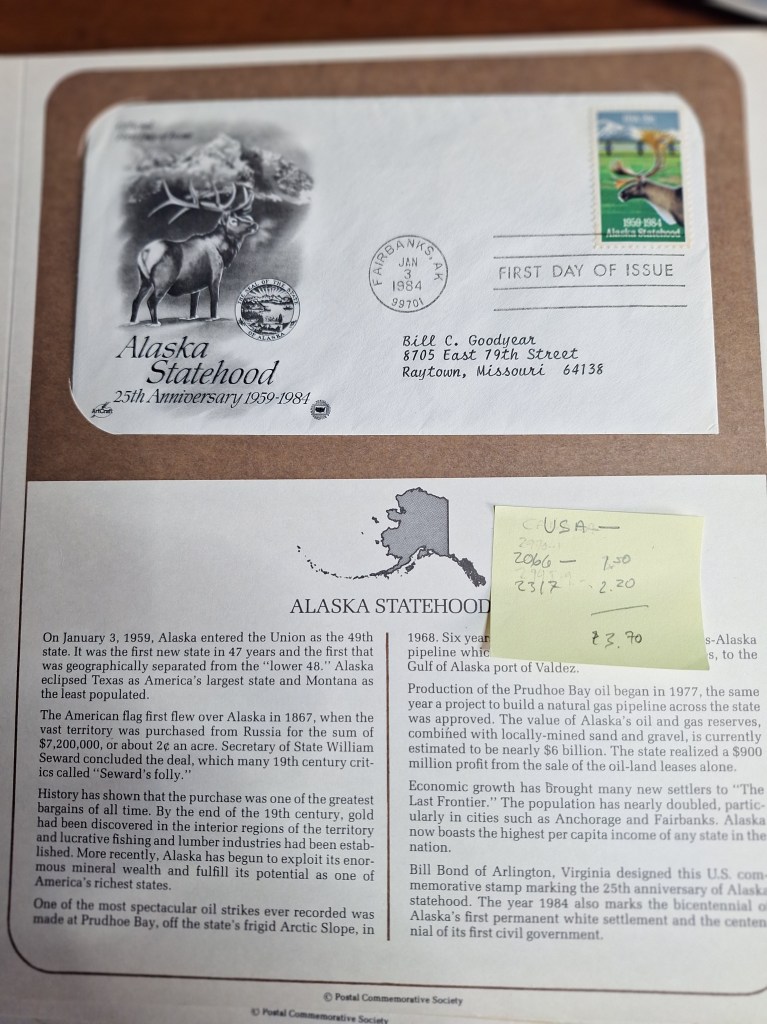 1959-1984
Alaska Statehood
FAIRBANKS, AK
JAN
3
1984
99701
FIRST DAY OF ISSUE
THE SEAL OF THE STATE OF ALASKA
Bill C. Goodyear
8705 East 79th Street
Raytown, Missouri 64138
Alaska
Statehood
25th Anniversary 1959-1984
ArtCraft
USA—
2066 — 1.50
2317 - 2.20
£3.70
ALASKA STATEHOOD
On January 3, 1959, Alaska entered the Union as the 49th
state. It was the first new state in 47 years and the first that
was geographically separated from the "lower 48." Alaska
eclipsed Texas as America's largest state and Montana as
the least populated.
The American flag first flew over Alaska in 1867, when the
vast territory was purchased from Russia for the sum of
$7,200,000, or about 2¢ an acre. Secretary of State William
Seward concluded the deal, which many 19th century crit-
ics called "Seward's folly."
History has shown that the purchase was one of the greatest
bargains of all time. By the end of the 19th century, gold
had been discovered in the interior regions of the territory
and lucrative fishing and lumber industries had been estab-
lished. More recently, Alaska has begun to exploit its enor-
mous mineral wealth and fulfill its potential as one of
America's richest states.
One of the most spectacular oil strikes ever recorded was
made at Prudhoe Bay, off the state's frigid Arctic Slope, in
1968. Six year s-Alaska
pipeline whic s, to the
Gulf of Alaska port of Valdez.
Production of the Prudhoe Bay oil began in 1977, the same
year a project to build a natural gas pipeline across the state
was approved. The value of Alaska's oil and gas reserves,
combined with locally-mined sand and gravel, is currently
estimated to be nearly $6 billion. The state realized a $900
million profit from the sale of the oil-land leases alone.
Economic growth has brought many new settlers to "The
Last Frontier." The population has nearly doubled, partic-
ularly in cities such as Anchorage and Fairbanks. Alaska
now boasts the highest per capita income of any state in the
nation.
Bill Bond of Arlington, Virginia designed this U.S. com-
memorative stamp marking the 25th anniversary of Alaska
statehood. The year 1984 also marks the bicentennial o
Alaska's first permanent white settlement and the centen-
nial of its first civil government.
© Postal Commemorative Society
© Postal Commemorative Society